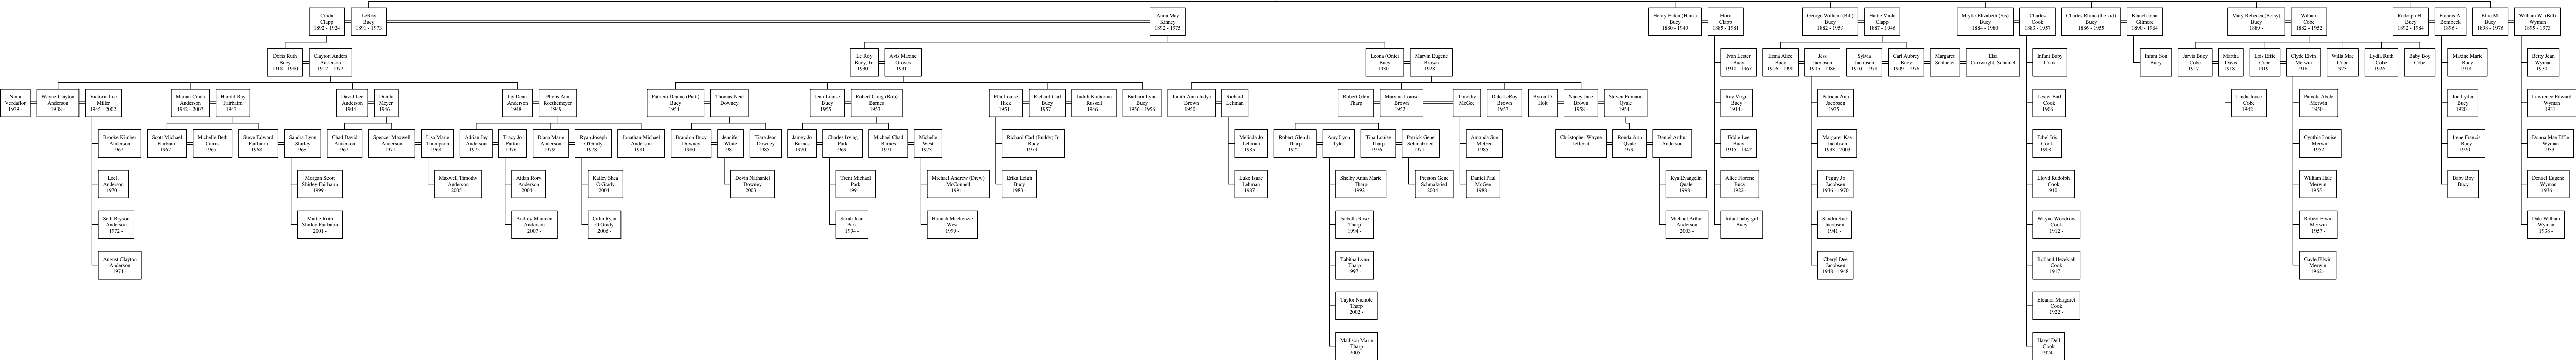 Cinda
Clapp
1892 - 1924
LeRoy
Bucy
1891 - 1973
Anna May
Kinney
1892 - 1975
Henry Elden (Hank)
Bucy
1880 - 1949
Flora
Clapp
1885 - 1981
George William (Bill)
Bucy
1882 - 1959
Hattie Viola
Clapp
1887 - 1946
Myrtle Elizabeth (Sis)
Bucy
1884 - 1980
Charles
Cook
1883 - 1957
Charles Rhine (the kid)
Bucy
1886 - 1955
Blanch Iona
Gilmore
1890 - 1964
Mary Rebecca (Betsy)
Bucy
1889 -
William
Cobe
1882 - 1952
Rudolph H.
Bucy
1892 - 1984
Francis A.
Bombeck
1896 -
Effie M.
Bucy
1898 - 1976
William W. (Bill)
Wyman
1895 - 1973
Doris Ruth
Bucy
1918 - 1980
Clayton Anders
Anderson
1912 - 1972
Le Roy
Bucy, Jr.
1930 -
Avis Maxine
Groves
1931 -
Leona (Onie)
Bucy
1930 -
Marvin Eugene
Brown
1928 -
Ivan Lester
Bucy
1910 - 1967
Erma Alice
Bucy
1906 - 1990
Jess
Jacobsen
1905 - 1986
Sylvia
Jacobsen
1910 - 1978
Carl Aubrey
Bucy
1909 - 1976
Margaret
Schlueter
Elsa
Cartwright, Schamel
Infant Baby
Cook
Infant Son
Bucy
Jarvis Bucy
Cobe
1917 -
Martha
Davis
1918 -
Lois Effie
Cobe
1919 -
Clyde Elvin
Merwin
1916 -
Willa Mae
Cobe
1923 -
Lydia Ruth
Cobe
1926 -
Baby Boy
Cobe
Maxine Marie
Bucy
1918 -
Betty Jean
Wyman
1930 -
Ninfa
Verdaflor
1939 -
Wayne Clayton
Anderson
1938 -
Victoria Lee
Miller
1945 - 2002
Marian Cinda
Anderson
1942 - 2007
Harold Ray
Fairbairn
1943 -
David Lee
Anderson
1944 -
Donita
Meyer
1946 -
Jay Dean
Anderson
1948 -
Phylis Ann
Roethemeyer
1949 -
Patricia Dianne (Patti)
Bucy
1954 -
Thomas Neal
Downey
Jean Louise
Bucy
1955 -
Robert Craig (Bob)
Barnes
1953 -
Ella Louise
Hick
1951 -
Richard Carl
Bucy
1957 -
Judith Katherine
Russell
1946 -
Barbara Lynn
Bucy
1956 - 1956
Judith Ann (Judy)
Brown
1950 -
Richard
Lehman
Robert Glen
Tharp
Marvina Louise
Brown
1952 -
Timothy
McGee
Dale LeRoy
Brown
1957 -
Byron D.
Holt
Nancy Jane
Brown
1958 -
Steven Edmunn
Qvale
1954 -
Ray Virgil
Bucy
1914 -
Patricia Ann
Jacobsen
1935 -
Lester Earl
Cook
1906 -
Linda Joyce
Cobe
1942 -
Pamela Abele
Merwin
1950 -
Ion Lydia
Bucy
1920 -
Lawrence Edward
Wyman
1931 -
Brooke Kimber
Anderson
1967 -
Scott Michael
Fairbairn
1967 -
Michelle Beth
Cairns
1967 -
Steve Edward
Fairbairn
1968 -
Sandra Lynn
Shirley
1968 -
Chad David
Anderson
1967 -
Spencer Maxwell
Anderson
1971 -
Lisa Marie
Thompson
1968 -
Adrian Jay
Anderson
1975 -
Tracy Jo
Patton
1976 -
Diana Marie
Anderson
1979 -
Ryan Joseph
O'Grady
1978 -
Jonathan Michael
Anderson
1981 -
Brandon Bucy
Downey
1980 -
Jennifer
White
1981 -
Tiara Jean
Downey
1985 -
Jamey Jo
Barnes
1970 -
Charles Irving
Park
1969 -
Michael Chad
Barnes
1971 -
Michelle
West
1973 -
Richard Carl (Buddy) Jr.
Bucy
1979 -
Melinda Jo
Lehman
1985 -
Robert Glen Jr.
Tharp
1972 -
Amy Lynn
Tyler
Tina Louise
Tharp
1976 -
Patrick Gene
Schmalzried
1971 -
Amanda Sue
McGee
1985 -
Christopher Wayne
Jeffcoat
Ronda Ann
Qvale
1979 -
Daniel Arthur
Anderson
Eddie Lee
Bucy
1915 - 1942
Margaret Kay
Jacobsen
1933 - 2003
Ethel Iris
Cook
1908 -
Cynthia Louise
Merwin
1952 -
Irene Francis
Bucy
1920 -
Donna Mae Effie
Wyman
1933 -
Leef.
Anderson
1970 -
Morgan Scott
Shirley-Fairbairn
1999 -
Maxwell Timothy
Anderson
2005 -
Aidan Rory
Anderson
2004 -
Kailey Shea
O'Grady
2004 -
Devin Nathaniel
Downey
2003 -
Trent Michael
Park
1991 -
Michael Andrew (Drew)
McConnell
1991 -
Erika Leigh
Bucy
1983 -
Luke Isaac
Lehman
1987 -
Shelby Anna Marie
Tharp
1992 -
Preston Gene
Schmalzried
2004 -
Daniel Paul
McGee
1988 -
Kya Evangelin
Quale
1998 -
Alice Florene
Bucy
1922 -
Peggy Jo
Jacobsen
1936 - 1970
Lloyd Rudolph
Cook
1910 -
William Hale
Merwin
1955 -
Baby Boy
Bucy
Denzel Eugene
Wyman
1936 -
Seth Bryson
Anderson
1972 -
Mattie Ruth
Shirley-Fairbairn
2001 -
Audrey Maureen
Anderson
2007 -
Calin Ryan
O'Grady
2006 -
Sarah Jean
Park
1994 -
Hannah Mackenzie
West
1999 -
Isabella Rose
Tharp
1994 -
Michael Arthur
Anderson
2003 -
Infant baby girl
Bucy
Sandra Sue
Jacobsen
1941 -
Wayne Woodrow
Cook
1912 -
Robert Elwin
Merwin
1957 -
Dale William
Wyman
1938 -
August Clayton
Anderson
1974 -
Tabitha Lynn
Tharp
1997 -
Cheryl Dee
Jacobsen
1948 - 1948
Rolland Hezekiah
Cook
1917 -
Gayle Ellwin
Merwin
1962 -
Taylor Nichole
Tharp
2002 -
Eleanor Margaret
Cook
1922 -
Madison Marie
Tharp
2005 -
Hazel Dell
Cook
1924 -